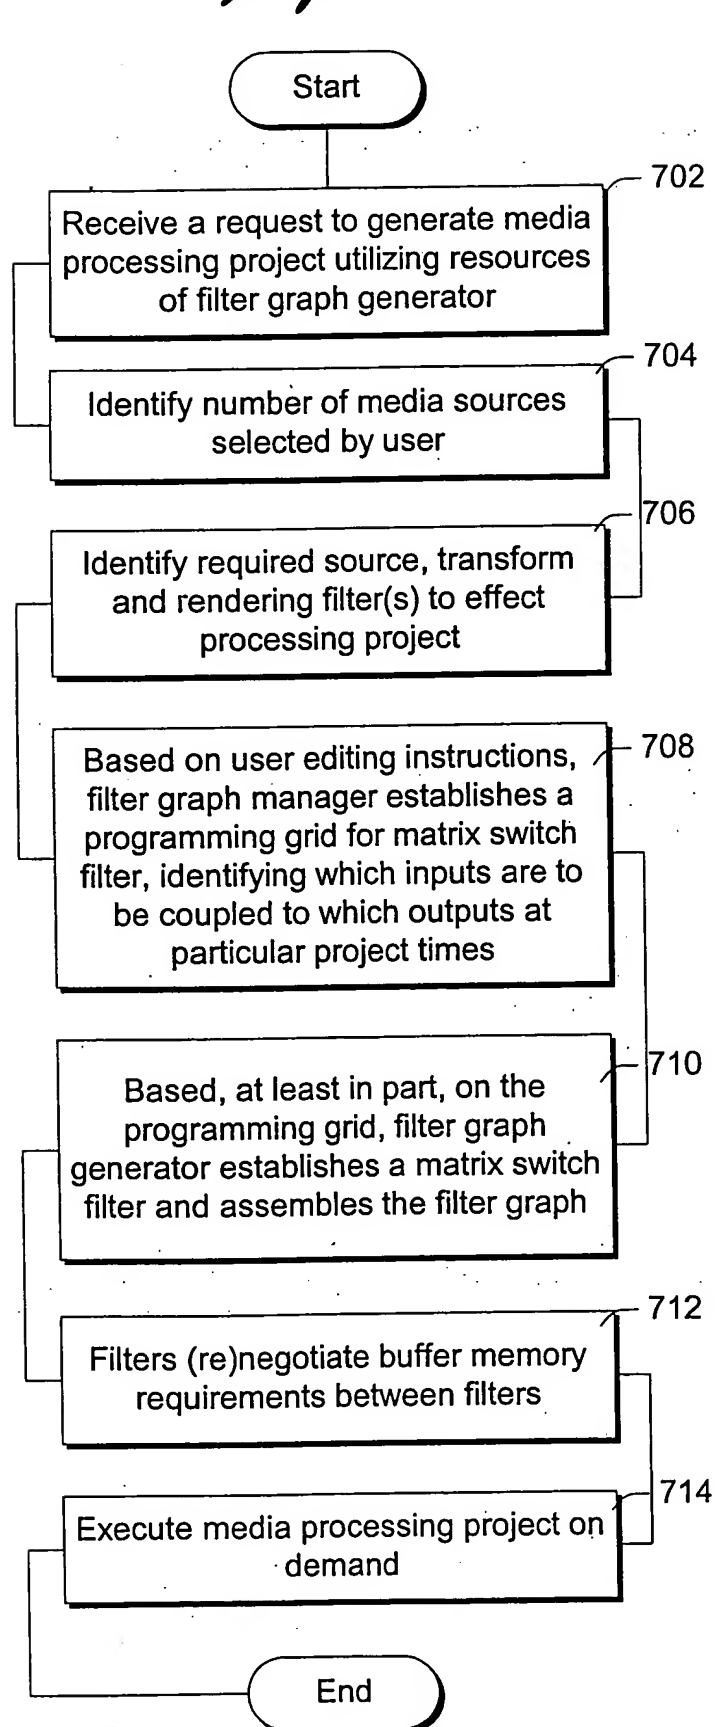 Start
702
Receive a request to generate media
processing project utilizing resources
of filter graph generator
704
Identify number of media sources
selected by user
706
Identify required source, transform
and rendering filter(s) to effect
processing project
708
Based on user editing instructions,
filter graph manager establishes a
programming grid for matrix switch
filter, identifying which inputs are to
be coupled to which outputs at
particular project times
710
Based, at least in part, on the
programming grid, filter graph
generator establishes a matrix switch
filter and assembles the filter graph
712
Filters (re)negotiate buffer memory
requirements between filters
714
Execute media processing project on
demand
End